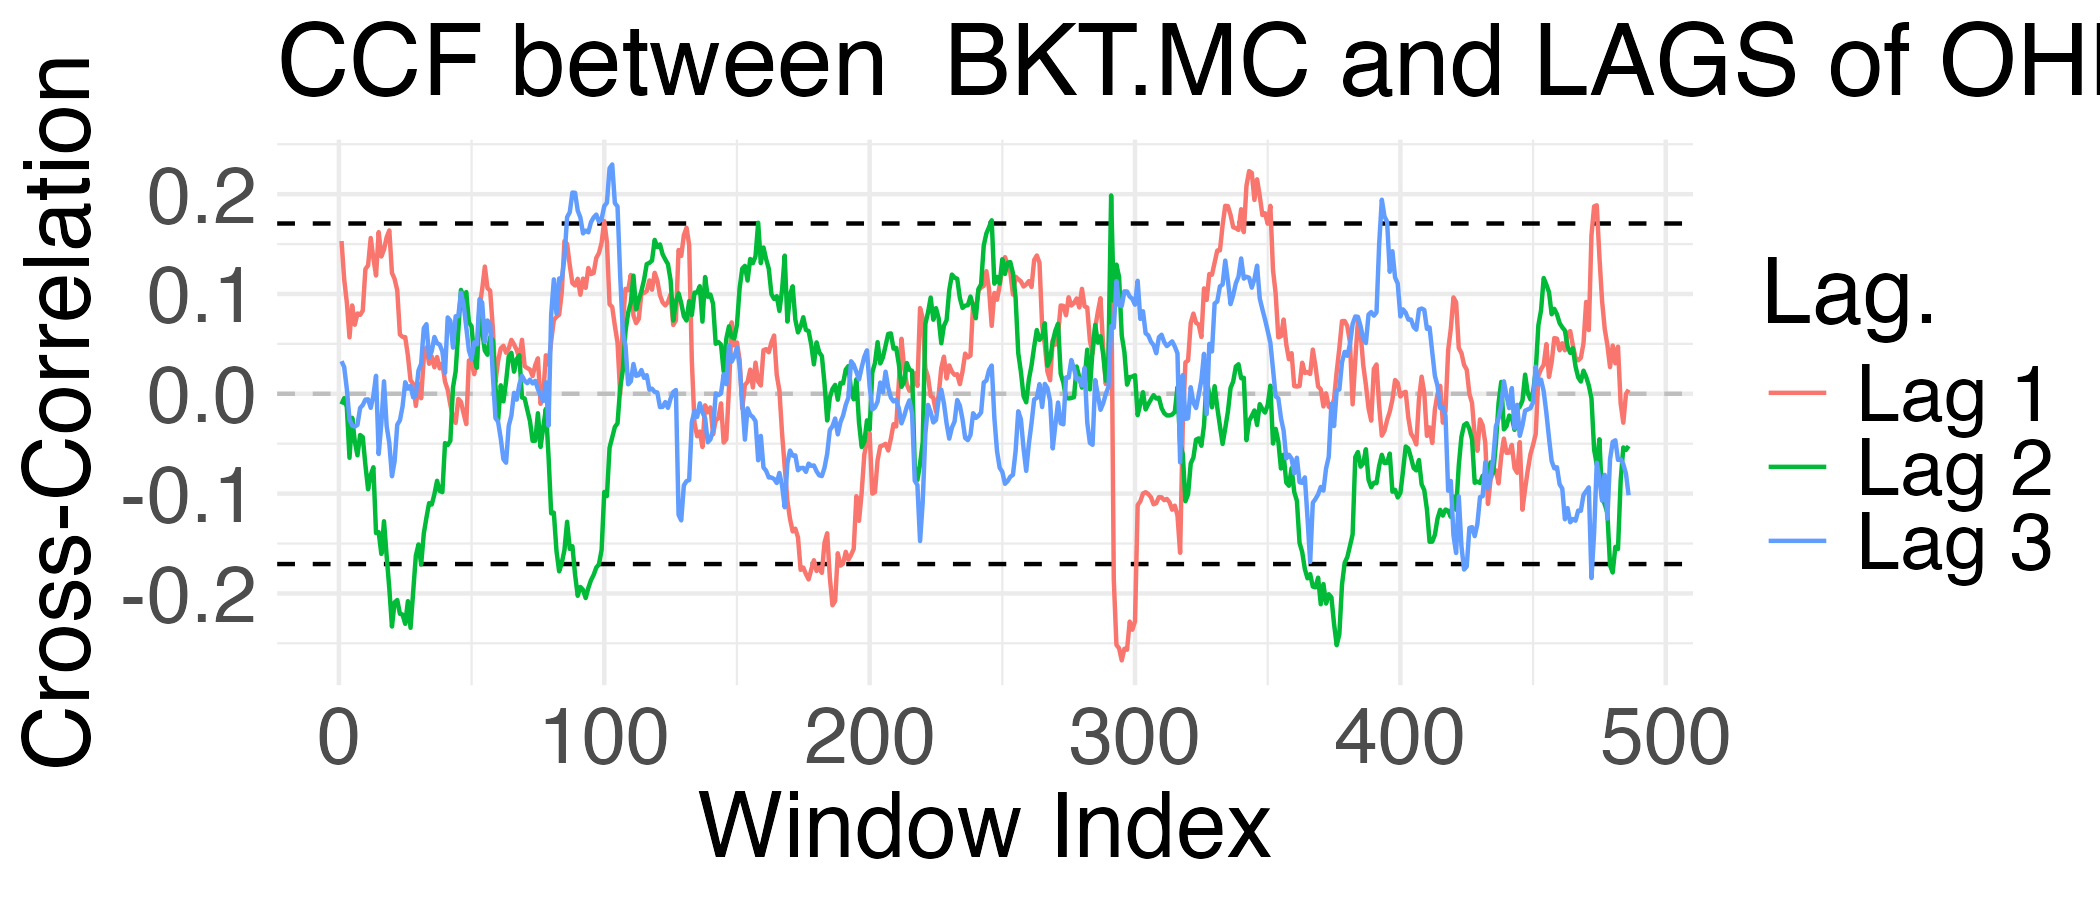 CCF between  BKT.MC and LAGS of
Cross-Correlation
0.2
0.1
0.0
-0.1
-0.2
0 100 200 300 400 500
Window Index
Lag.
Lag 1
Lag 2
Lag 3